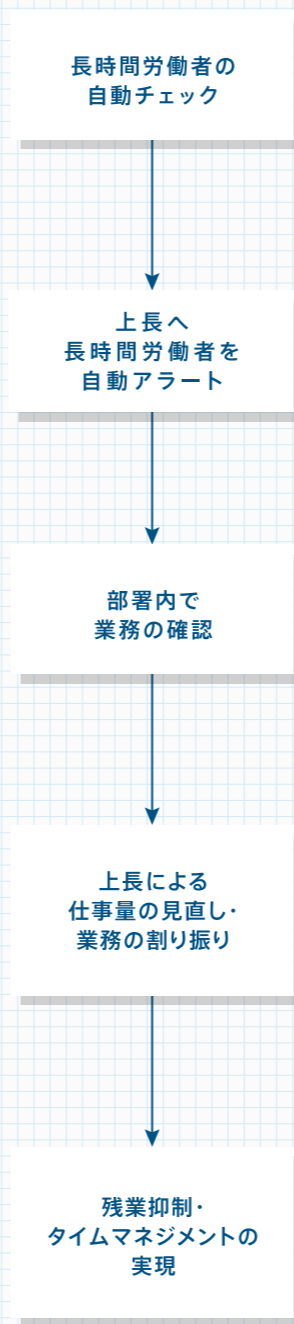 長時間労働者の
自動チェック
上長へ
長時間労働者を
自動アラート
部署内で
業務の確認
上長による
仕事量の見直し・
業務の割り振り
残業抑制・
タイムマネジメントの
実現